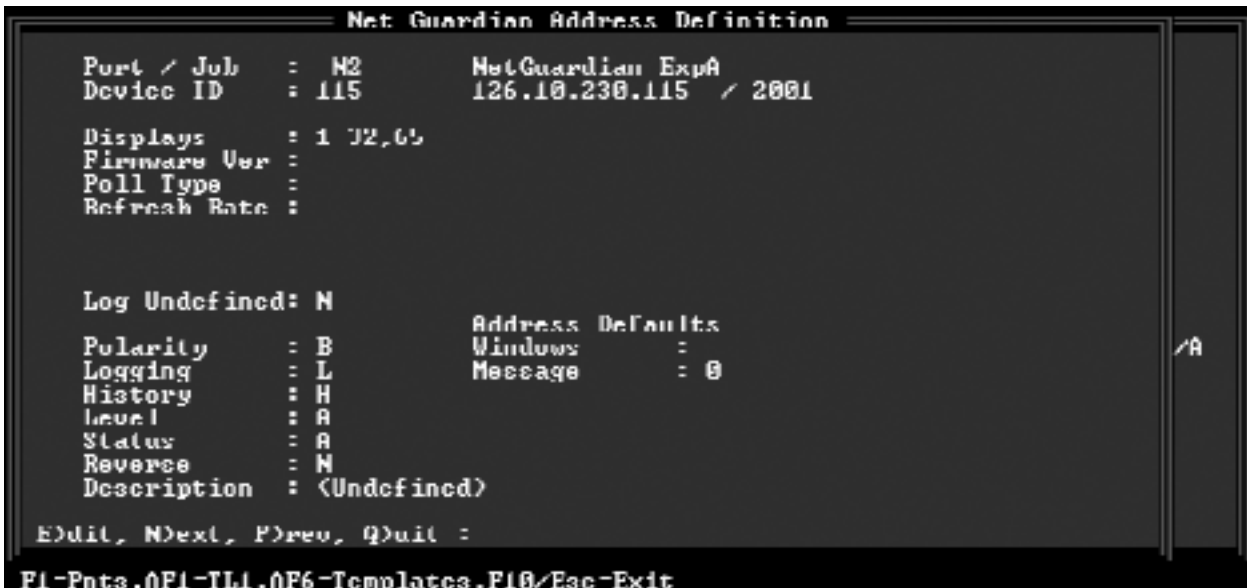 Net Guardian Address Definition
Port / Job : N2 NetGuardian ExpA
Device ID : 115 126.10.230.115 / 2001
Displays : 1 32,65
Firmware Ver :
Poll Type :
Refresh Rate :
Log Undefined: N
Address Defaults
Polarity : B Windows : /A
Logging : L Message : 0
History : H
Level : A
Status : A
Reverse : N
Description : <Undefined>
E)dit, N)ext, P)rev, Q)uit :
F1-Pnts,AF1-TL1,AF6-Templates,F10/Esc-Exit